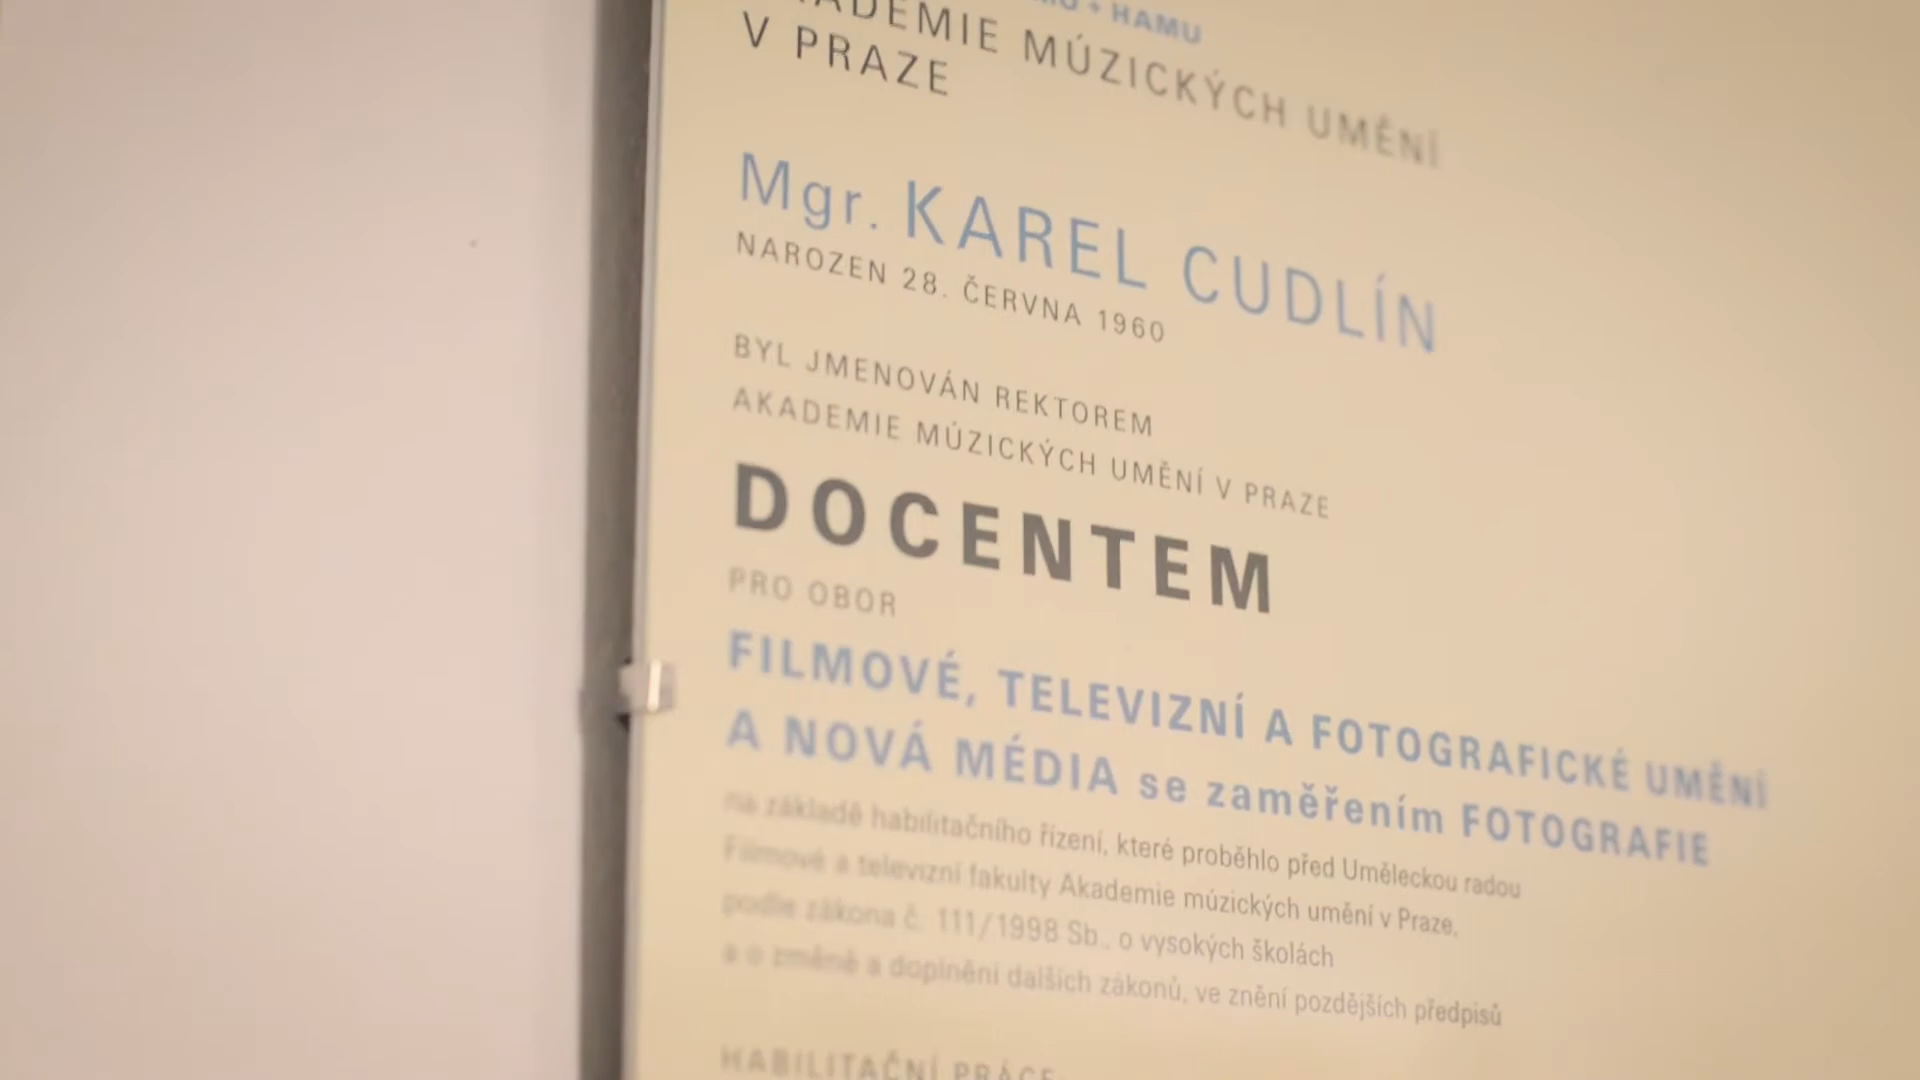 + HAMU
AKADEMIE MÚZICKÝCH UMĚNÍ
V PRAZE
Mgr. KAREL CUDLÍN
NAROZEN 28. ČERVNA 1960
BYL JMENOVÁN REKTOREM
AKADEMIE MÚZICKÝCH UMĚNÍ V PRAZE
DOCENTEM
PRO OBOR
FILMOVÉ, TELEVIZNÍ A FOTOGRAFICKÉ UMĚNÍ
A NOVÁ MÉDIA se zaměřením FOTOGRAFIE
na základě habilitačního řízení, které proběhlo před Uměleckou radou
Filmové a televizní fakulty Akademie múzických umění v Praze,
podle zákona č. 111/1998 Sb., o vysokých školách
a o změně a doplnění dalších zákonů, ve znění pozdějších předpisů
HABILITAČNÍ PRÁCE